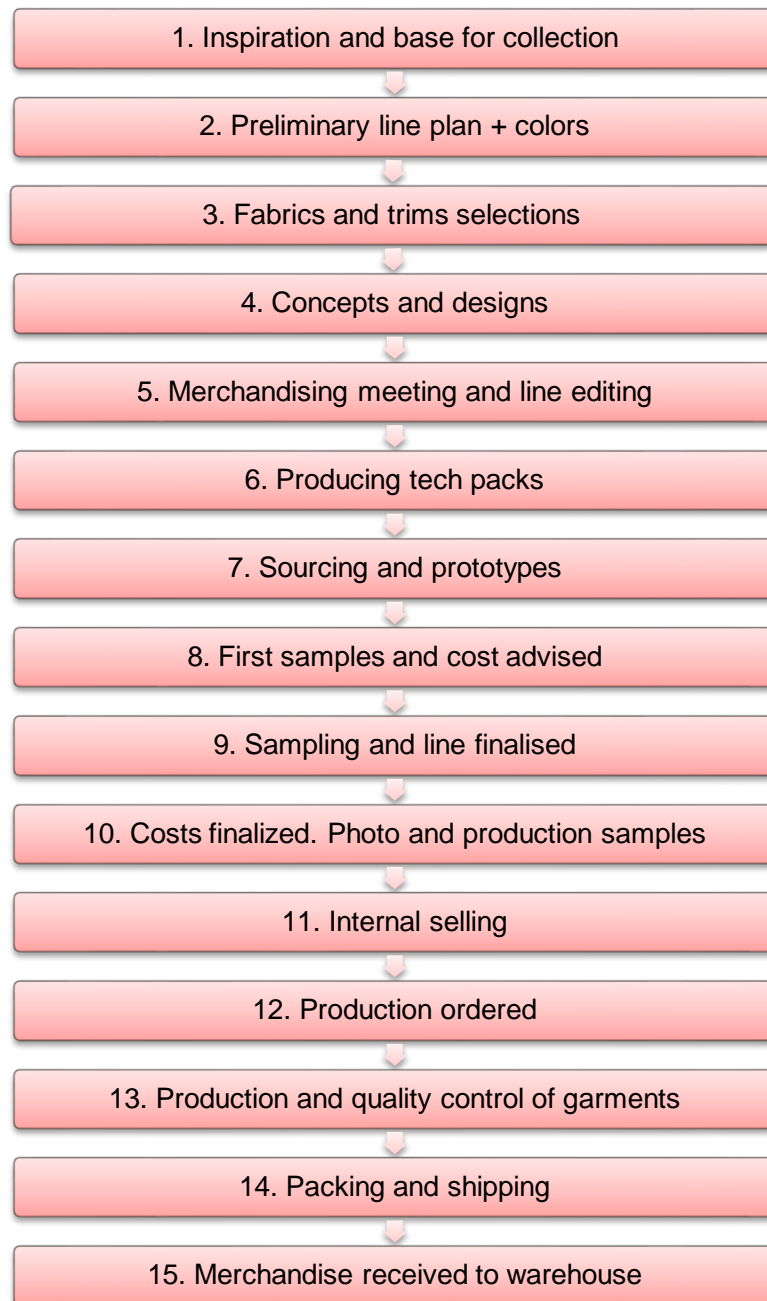 1. Inspiration and base for collection
2. Preliminary line plan + colors
3. Fabrics and trims selections
4. Concepts and designs
5. Merchandising meeting and line editing
6. Producing tech packs
7. Sourcing and prototypes
8. First samples and cost advised
9. Sampling and line finalised
10. Costs finalized. Photo and production samples
11. Internal selling
12. Production ordered
13. Production and quality control of garments
14. Packing and shipping
15. Merchandise received to warehouse